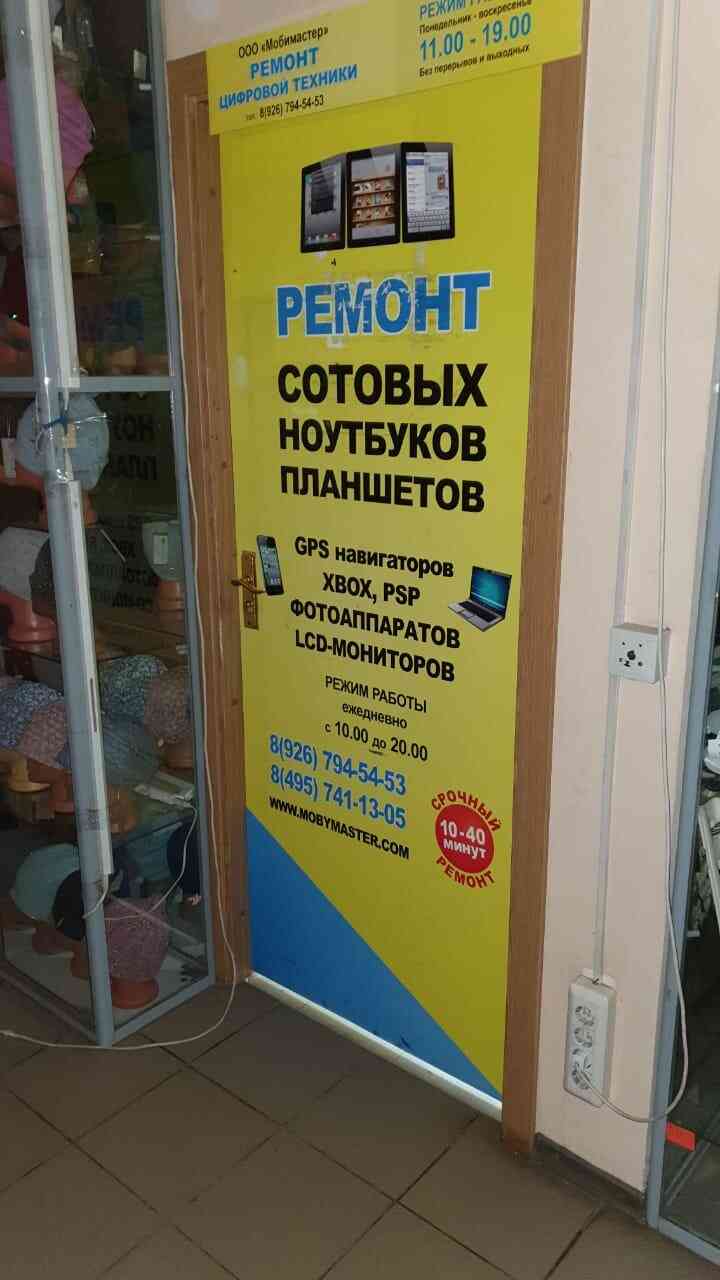 ООО «Мобимастер»
РЕМОНТ
ЦИФРОВОЙ ТЕХНИКИ
тел.: 8(926) 794-54-53
РЕЖИМ
Понедельник - воскресенье
11.00 - 19.00
Без перерывов и выходных
РЕМОНТ
СОТОВЫХ
НОУТБУКОВ
ПЛАНШЕТОВ
GPS навигаторов
XBOX, PSP
ФОТОАППАРАТОВ
LCD-МОНИТОРОВ
РЕЖИМ РАБОТЫ
ежедневно
с 10.00 до 20.00
8(926) 794-54-53
8(495) 741-13-05
WWW.MOBYMASTER.COM
СРОЧНЫЙ
10-40
МИНУТ
РЕМОНТ